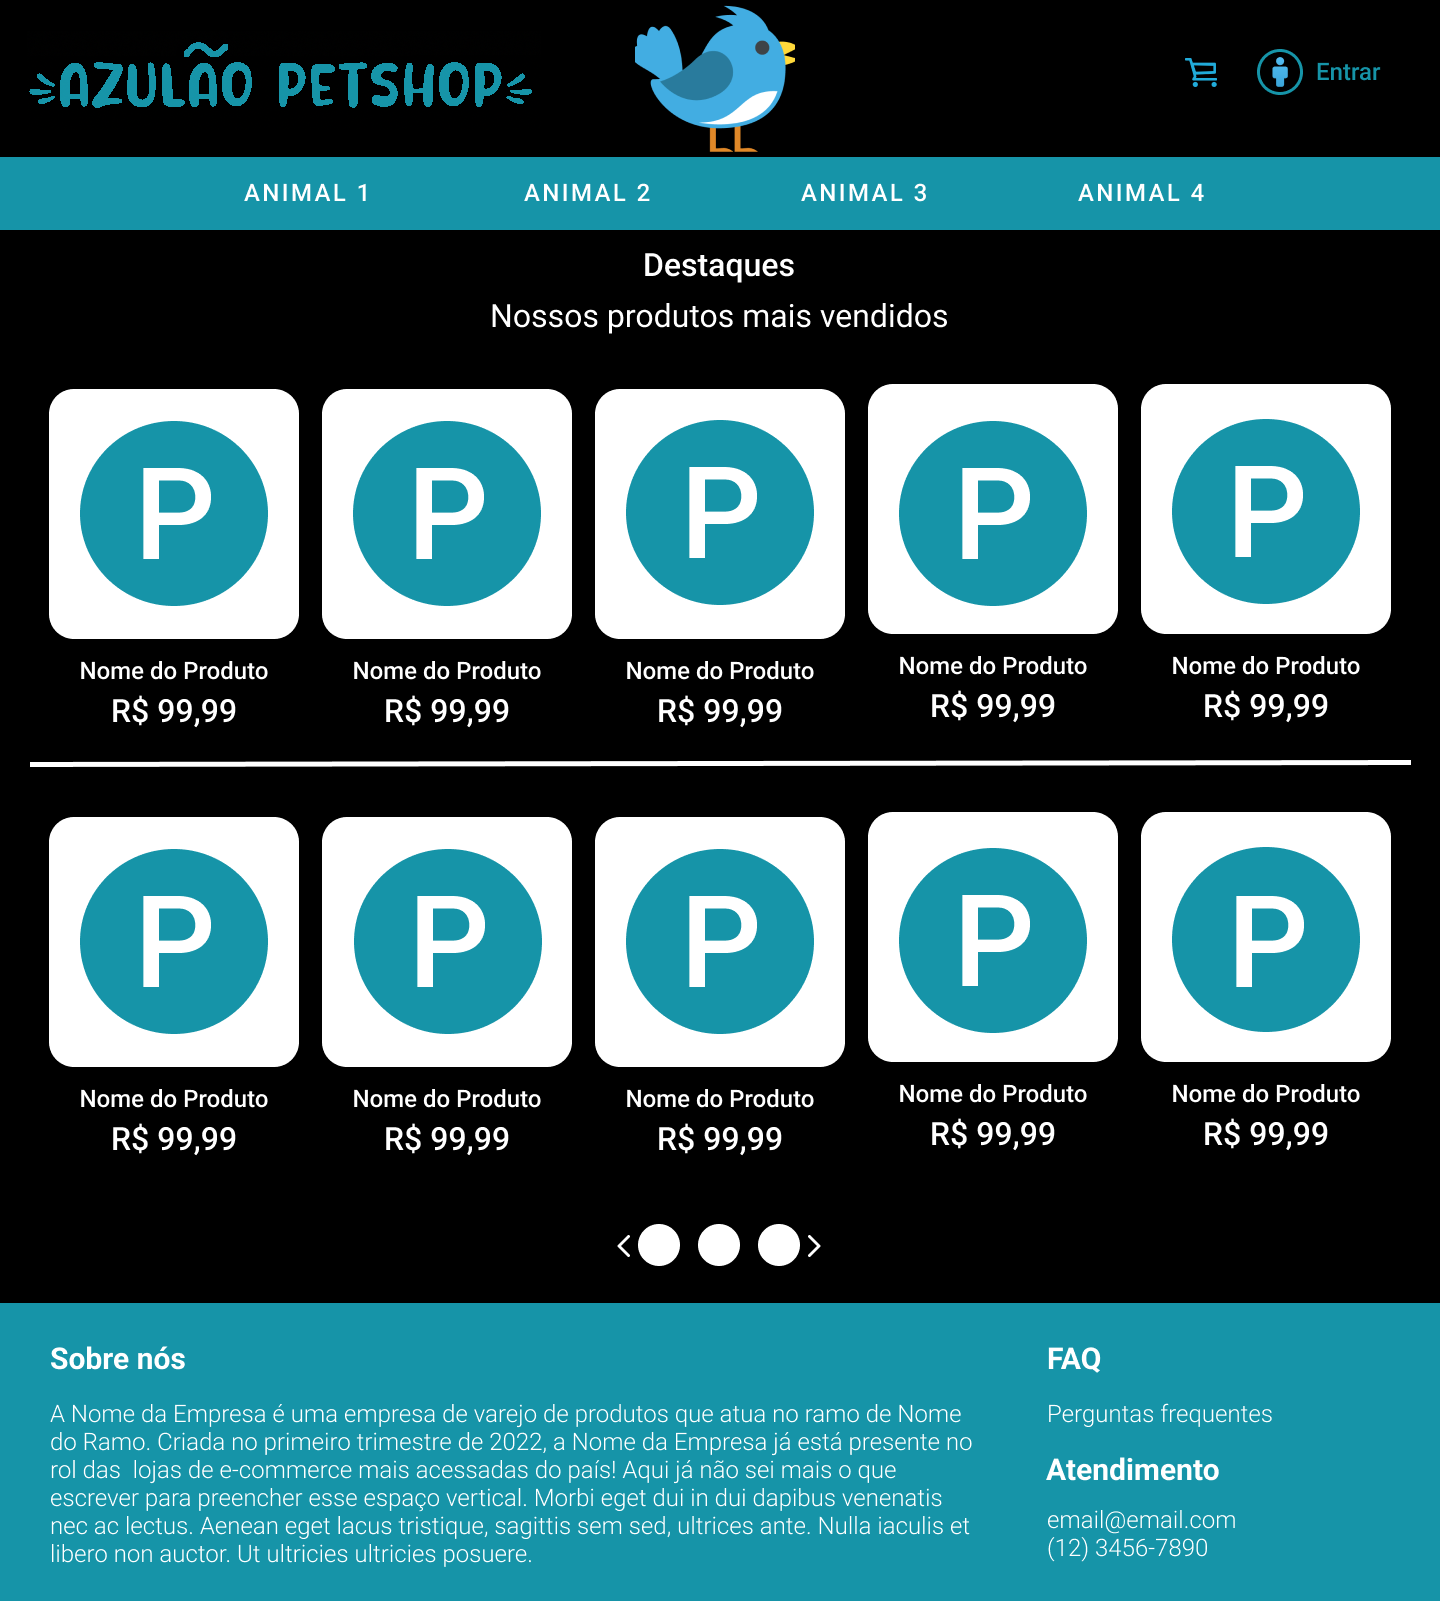 AZULÃO PETSHOP
Entrar
ANIMAL 1 ANIMAL 2 ANIMAL 3 ANIMAL 4
Destaques
Nossos produtos mais vendidos
P P P P P
Nome do Produto Nome do Produto Nome do Produto Nome do Produto Nome do Produto
R$ 99,99 R$ 99,99 R$ 99,99 R$ 99,99 R$ 99,99
P P P P P
Nome do Produto Nome do Produto Nome do Produto Nome do Produto Nome do Produto
R$ 99,99 R$ 99,99 R$ 99,99 R$ 99,99 R$ 99,99
Sobre nós
A Nome da Empresa é uma empresa de varejo de produtos que atua no ramo de Nome
do Ramo. Criada no primeiro trimestre de 2022, a Nome da Empresa já está presente no
rol das  lojas de e-commerce mais acessadas do país! Aqui já não sei mais o que
escrever para preencher esse espaço vertical. Morbi eget dui in dui dapibus venenatis
nec ac lectus. Aenean eget lacus tristique, sagittis sem sed, ultrices ante. Nulla iaculis et
libero non auctor. Ut ultricies ultricies posuere.
FAQ
Perguntas frequentes
Atendimento
email@email.com
(12) 3456-7890